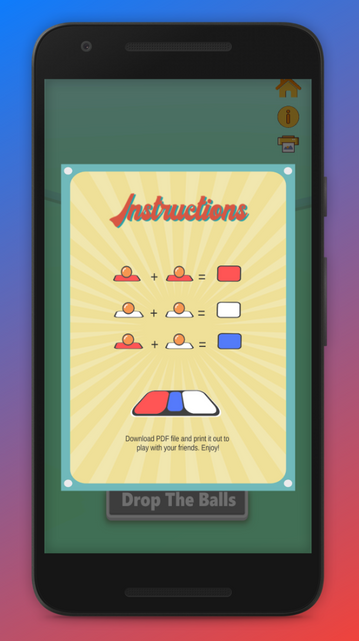 Instructions
+ =
+ =
+ =
Download PDF file and print it out to
play with your friends. Enjoy!
Drop The Balls